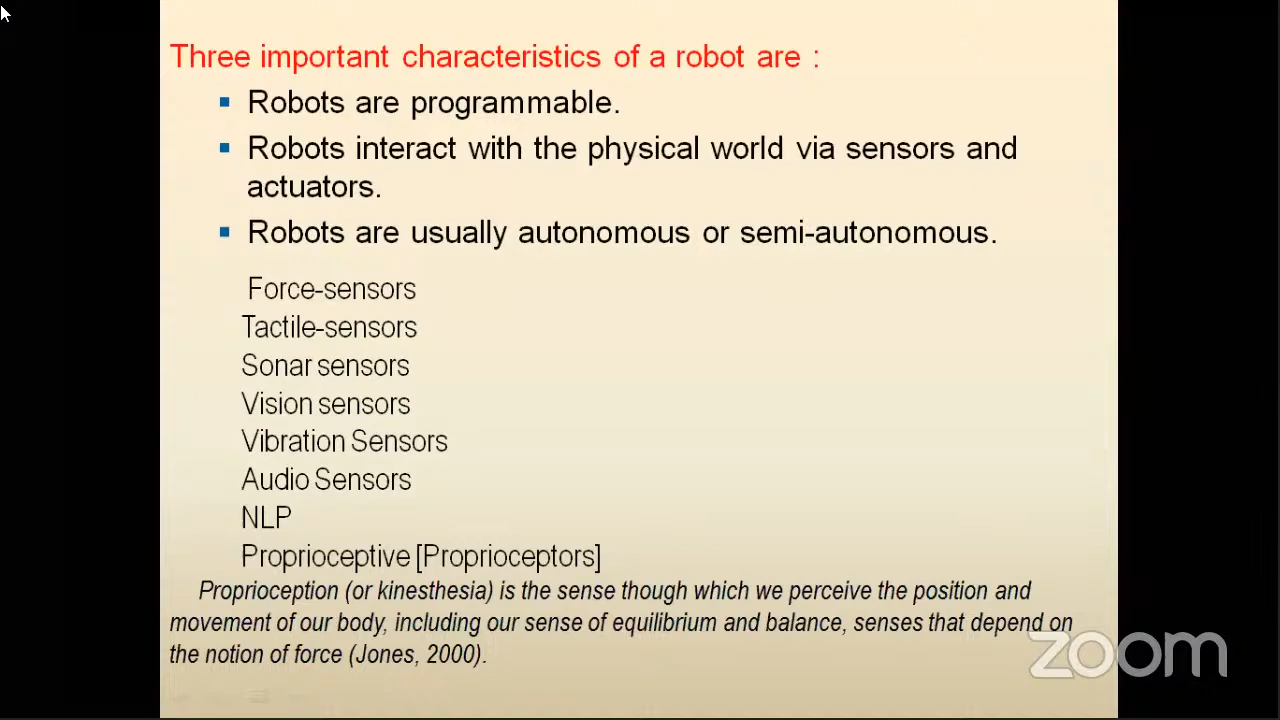 Three important characteristics of a robot are :
▪ Robots are programmable.
▪ Robots interact with the physical world via sensors and
actuators.
▪ Robots are usually autonomous or semi-autonomous.
Force-sensors
Tactile-sensors
Sonar sensors
Vision sensors
Vibration Sensors
Audio Sensors
NLP
Proprioceptive [Proprioceptors]
Proprioception (or kinesthesia) is the sense though which we perceive the position and
movement of our body, including our sense of equilibrium and balance, senses that depend on
the notion of force (Jones, 2000).
zoom